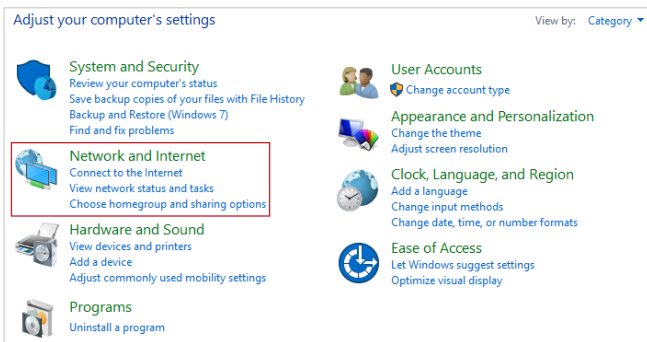 Adjust your computer's settings
View by: Category
System and Security
Review your computer's status
Save backup copies of your files with File History
Backup and Restore (Windows 7)
Find and fix problems
Network and Internet
Connect to the Internet
View network status and tasks
Choose homegroup and sharing options
Hardware and Sound
View devices and printers
Add a device
Adjust commonly used mobility settings
Programs
Uninstall a program
User Accounts
Change account type
Appearance and Personalization
Change the theme
Adjust screen resolution
Clock, Language, and Region
Add a language
Change input methods
Change date, time, or number formats
Ease of Access
Let Windows suggest settings
Optimize visual display